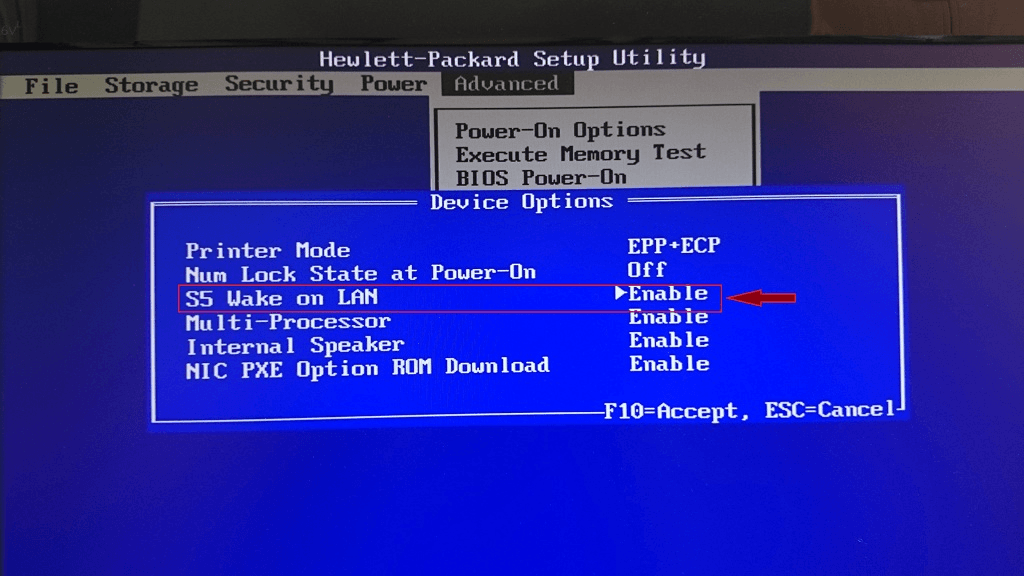 Hewlett-Packard Setup Utility
File Storage Security Power Advanced
Power-On Options
Execute Memory Test
BIOS Power-On
Device Options
Printer Mode EPP+ECP
Num Lock State at Power-On Off
S5 Wake on LAN ▶Enable
Multi-Processor Enable
Internal Speaker Enable
NIC PXE Option ROM Download Enable
F10=Accept, ESC=Cancel